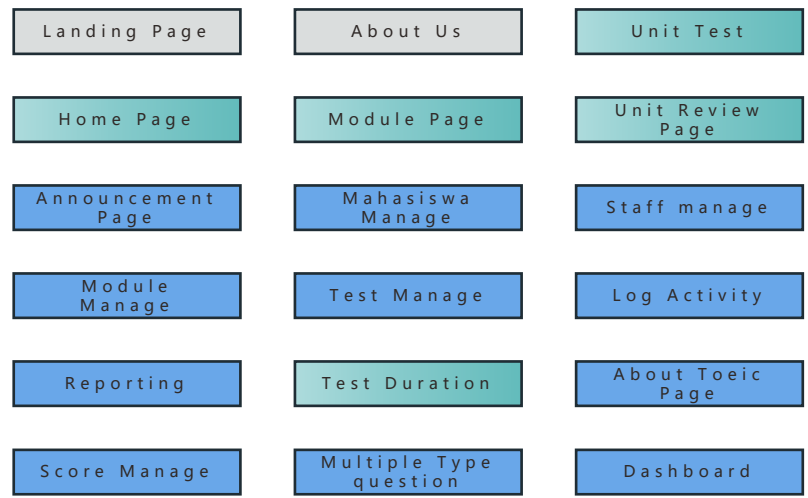 Landing Page
About Us
Unit Test
Home Page
Module Page
Unit Review
Page
Announcement
Page
Mahasiswa
Manage
Staff manage
Module
Manage
Test Manage
Log Activity
Reporting
Test Duration
About Toeic
Page
Score Manage
Multiple Type
question
Dashboard